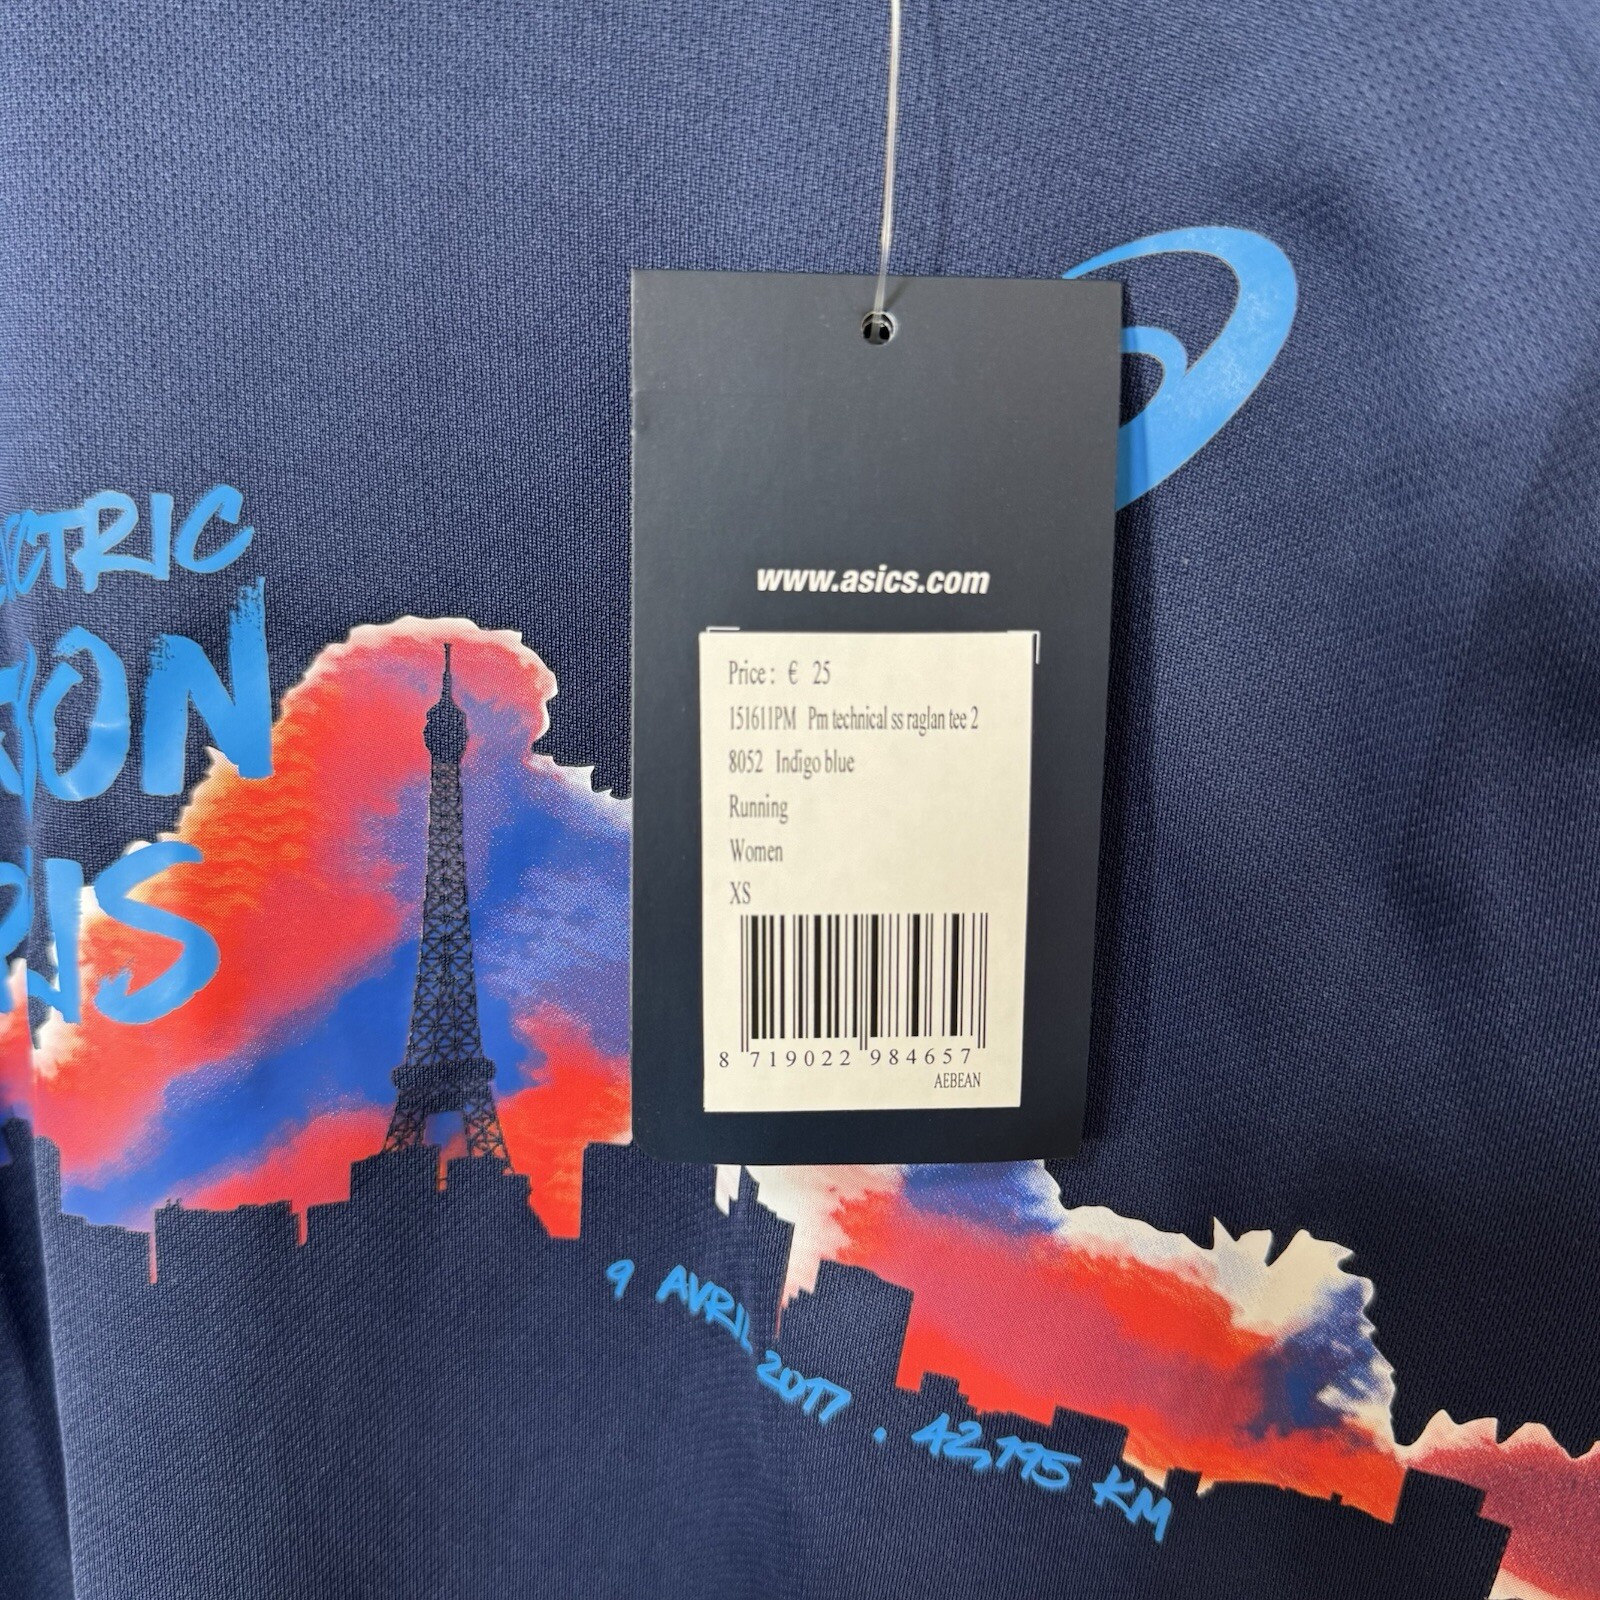 www.asics.com
Price : € 25
151611PM Pm technical ss raglan tee 2
8052 Indigo blue
Running
Women
XS
8 719022 984657
AEBEAN
9 AVRIL 2017 . 42,195 KM